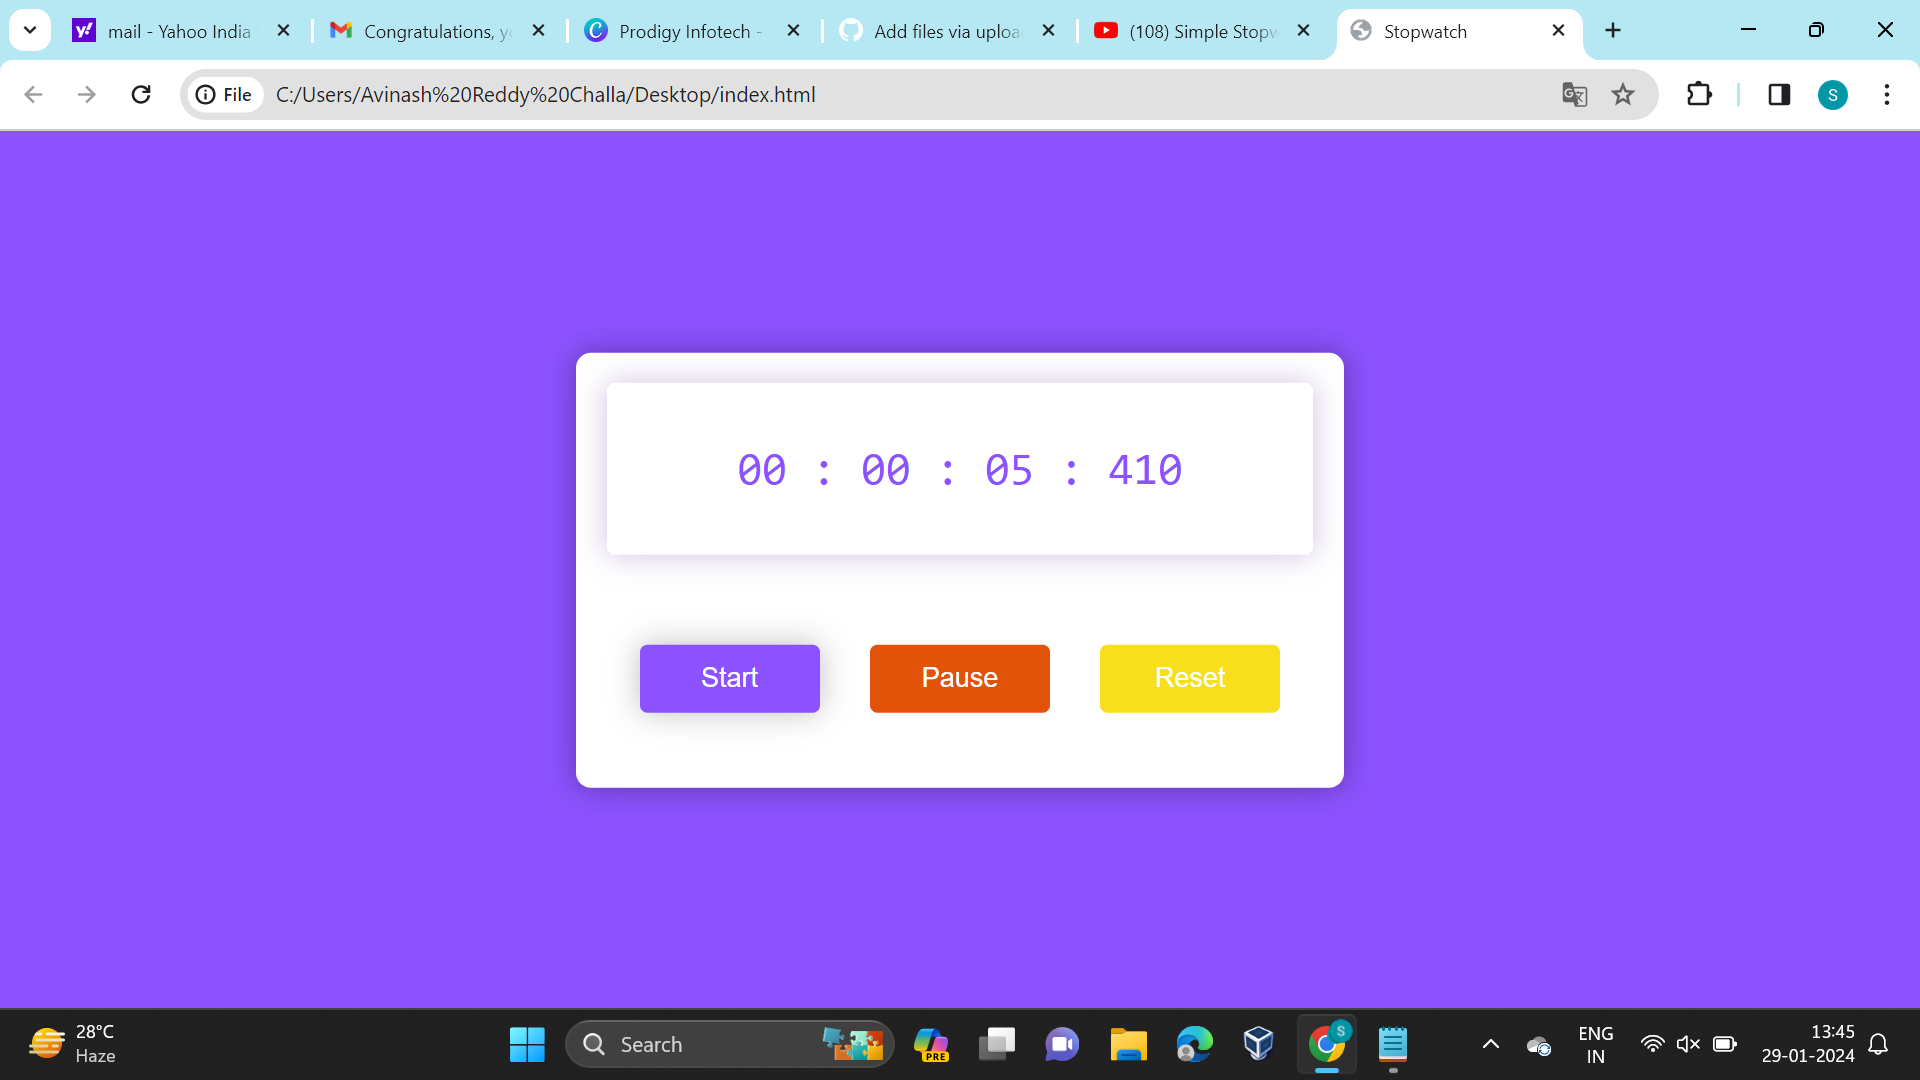 mail - Yahoo India
Congratulations, y
Prodigy Infotech -
Add files via uploa
(108) Simple Stopw
Stopwatch
File
C:/Users/Avinash%20Reddy%20Challa/Desktop/index.html
S
00 : 00 : 05 : 410
Start
Pause
Reset
28°C
Haze
Search
PRE
S
ENG
IN
13:45
29-01-2024